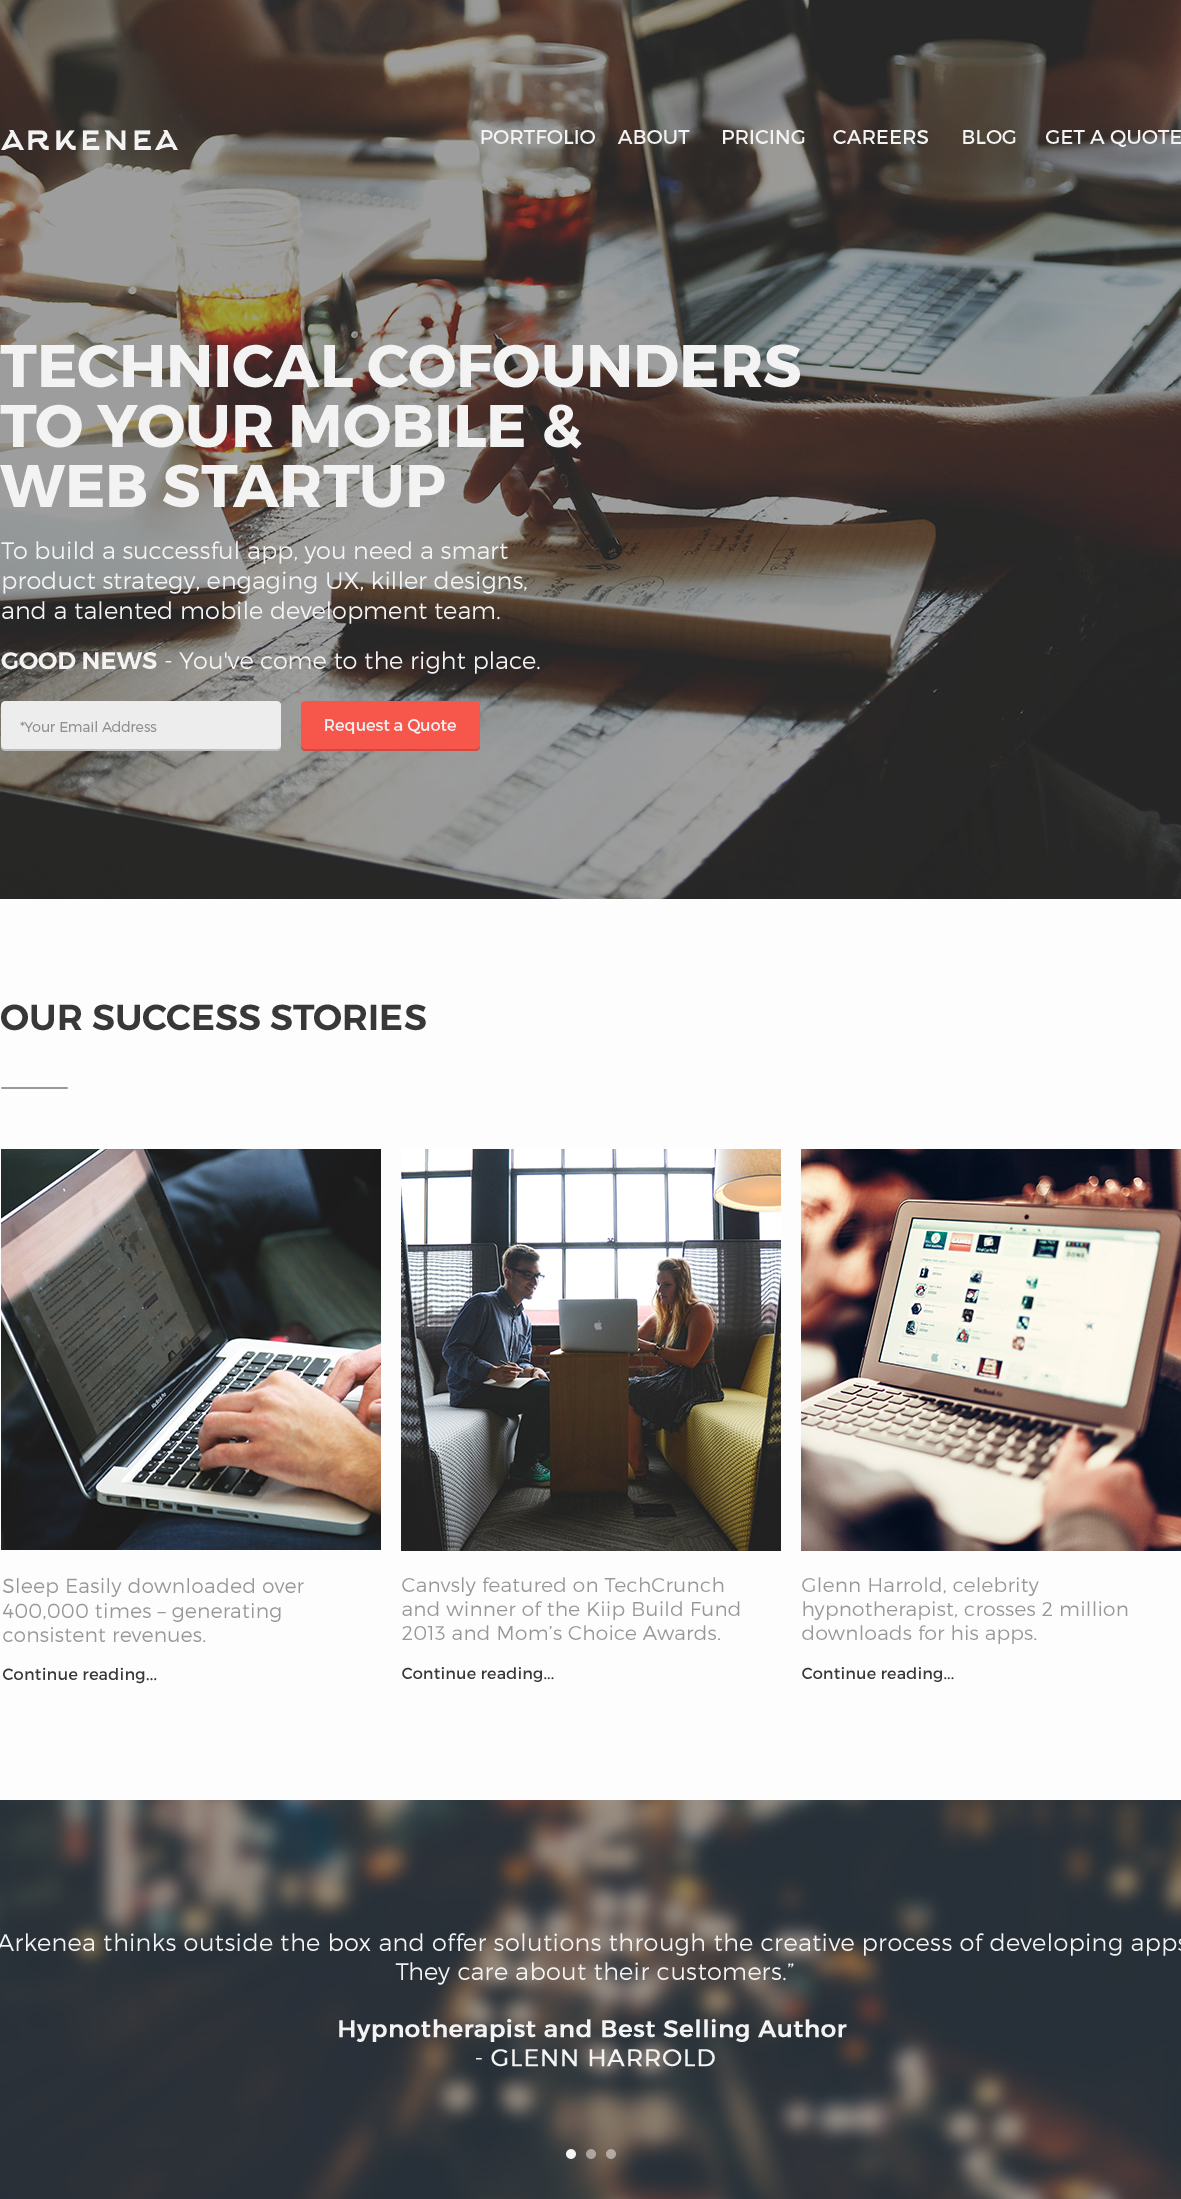 ARKENEA
PORTFOLIO ABOUT PRICING CAREERS BLOG GET A QUOTE
TECHNICAL COFOUNDERS
TO YOUR MOBILE &
WEB STARTUP
To build a successful app, you need a smart
product strategy, engaging UX, killer designs,
and a talented mobile development team.
GOOD NEWS - You've come to the right place.
*Your Email Address
Request a Quote
OUR SUCCESS STORIES
MacBook Pro
MacBook Air
Sleep Easily downloaded over
400,000 times – generating
consistent revenues.
Continue reading...
Canvsly featured on TechCrunch
and winner of the Kiip Build Fund
2013 and Mom’s Choice Awards.
Continue reading...
Glenn Harrold, celebrity
hypnotherapist, crosses 2 million
downloads for his apps.
Continue reading...
Arkenea thinks outside the box and offer solutions through the creative process of developing apps
They care about their customers.”
Hypnotherapist and Best Selling Author
- GLENN HARROLD